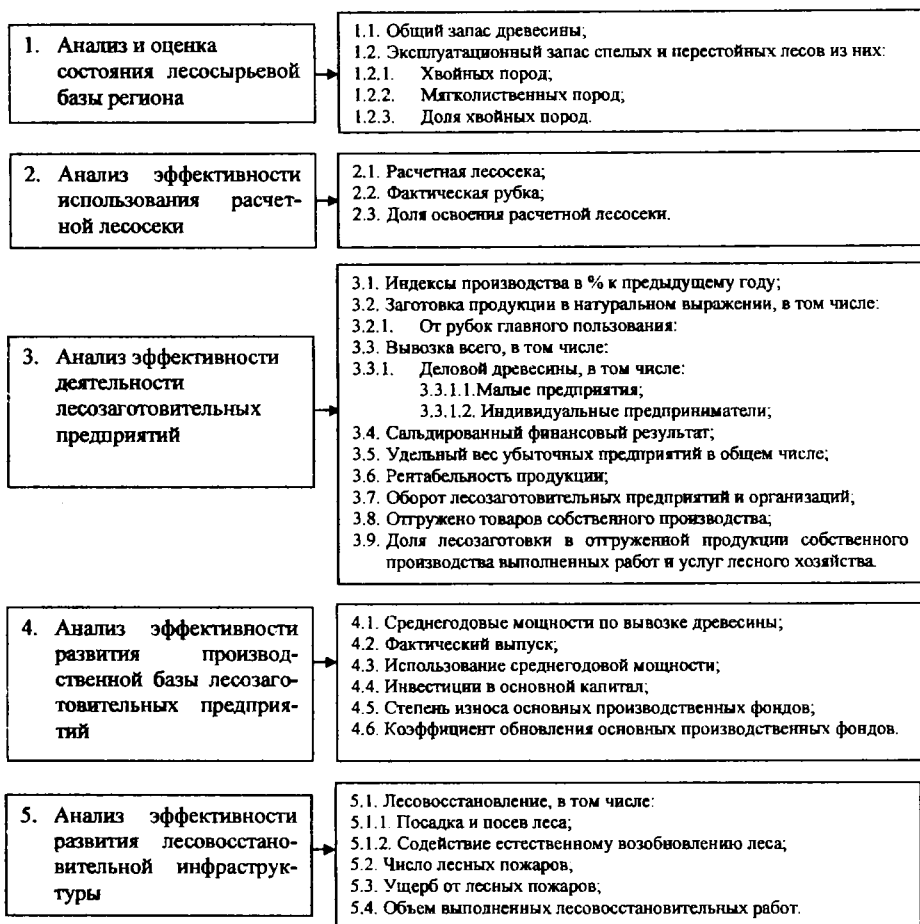 1. Анализ и оценка
состояния лесосырьевой
базы региона
1.1. Общий запас древесины;
1.2. Эксплуатационный запас спелых и перестойных лесов из них:
1.2.1. Хвойных пород;
1.2.2. Мягколиственных пород;
1.2.3. Доля хвойных пород.
2. Анализ эффективности
использования расчет-
ной лесосеки
2.1. Расчетная лесосека;
2.2. Фактическая рубка;
2.3. Доля освоения расчетной лесосеки.
3. Анализ эффективности
деятельности
лесозаготовительных
предприятий
3.1. Индексы производства в % к предыдущему году;
3.2. Заготовка продукции в натуральном выражении, в том числе:
3.2.1. От рубок главного пользования:
3.3. Вывозка всего, в том числе:
3.3.1. Деловой древесины, в том числе:
3.3.1.1.Малые предприятия;
3.3.1.2. Индивидуальные предприниматели;
3.4. Сальдированный финансовый результат;
3.5. Удельный вес убыточных предприятий в общем числе;
3.6. Рентабельность продукции;
3.7. Оборот лесозаготовительных предприятий и организаций;
3.8. Отгружено товаров собственного производства;
3.9. Доля лесозаготовки в отгруженной продукции собственного
производства выполненных работ и услуг лесного хозяйства.
4. Анализ эффективности
развития производ-
ственной базы лесозаго-
товительных предприя-
тий
4.1. Среднегодовые мощности по вывозке древесины;
4.2. Фактический выпуск;
4.3. Использование среднегодовой мощности;
4.4. Инвестиции в основной капитал;
4.5. Степень износа основных производственных фондов;
4.6. Коэффициент обновления основных производственных фондов.
5. Анализ эффективности
развития лесовосстано-
вительной инфраструк-
туры
5.1. Лесовосстановление, в том числе:
5.1.1. Посадка и посев леса;
5.1.2. Содействие естественному возобновлению леса;
5.2. Число лесных пожаров,
5.3. Ущерб от лесных пожаров;
5.4. Объем выполненных лесовосстановительных работ.